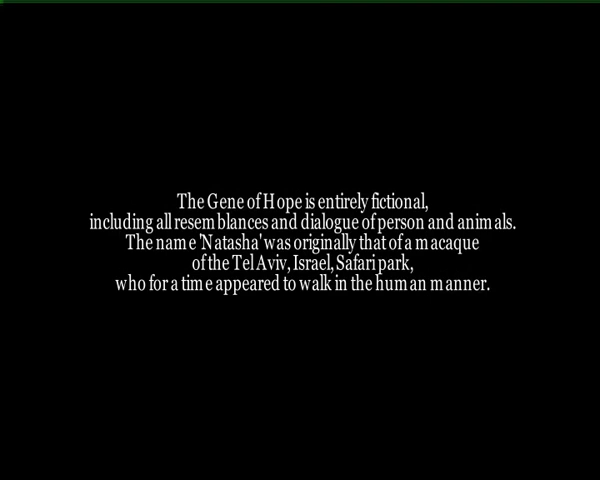 The Gene of Hope is entirely fictional,
including all resemblances and dialogue of person and animals.
The name 'Natasha' was originally that of a macaque
of the Tel Aviv, Israel, Safari park,
who for a time appeared to walk in the human manner.